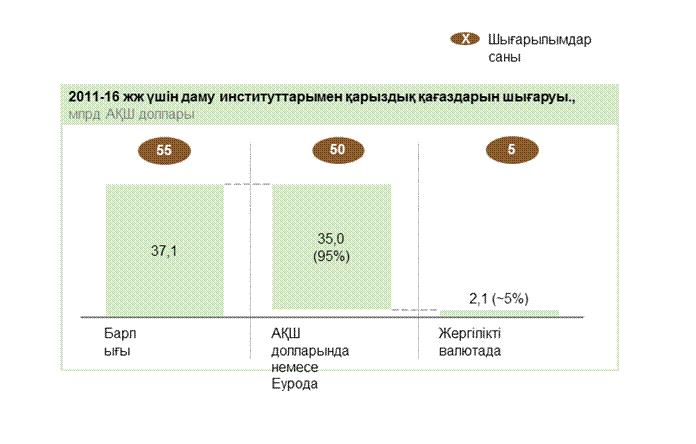 X Шығарылымдар
саны
2011-16 жж үшін даму институттарымен қарыздық қағаздарын шығаруы.,
млрд АҚШ доллары
55 50 5
37,1
35,0
(95%)
2,1 (~5%)
Барл
ығы
АҚШ
долларында
немесе
Еурода
Жергілікті
валютада